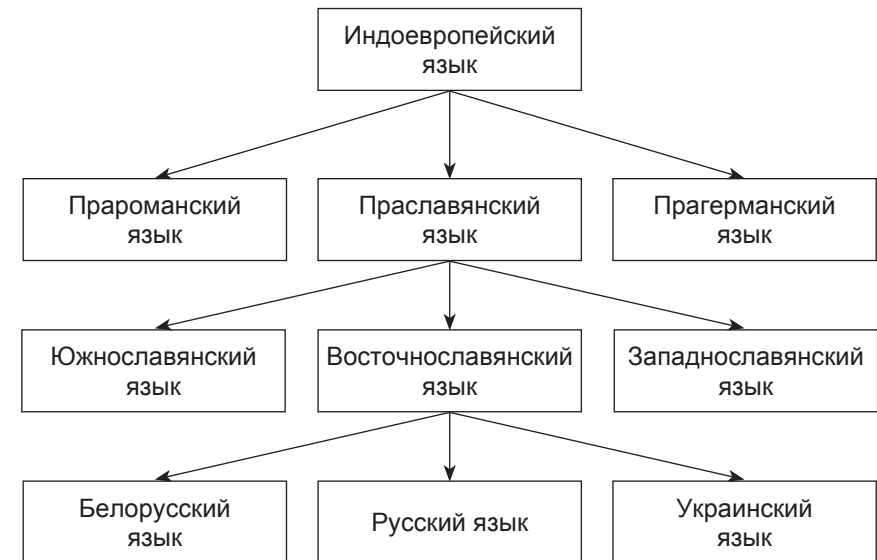 Индоевропейский
язык
Прароманский
язык
Праславянский
язык
Прагерманский
язык
Южнославянский
язык
Восточнославянский
язык
Западнославянский
язык
Белорусский
язык
Русский язык
Украинский
язык